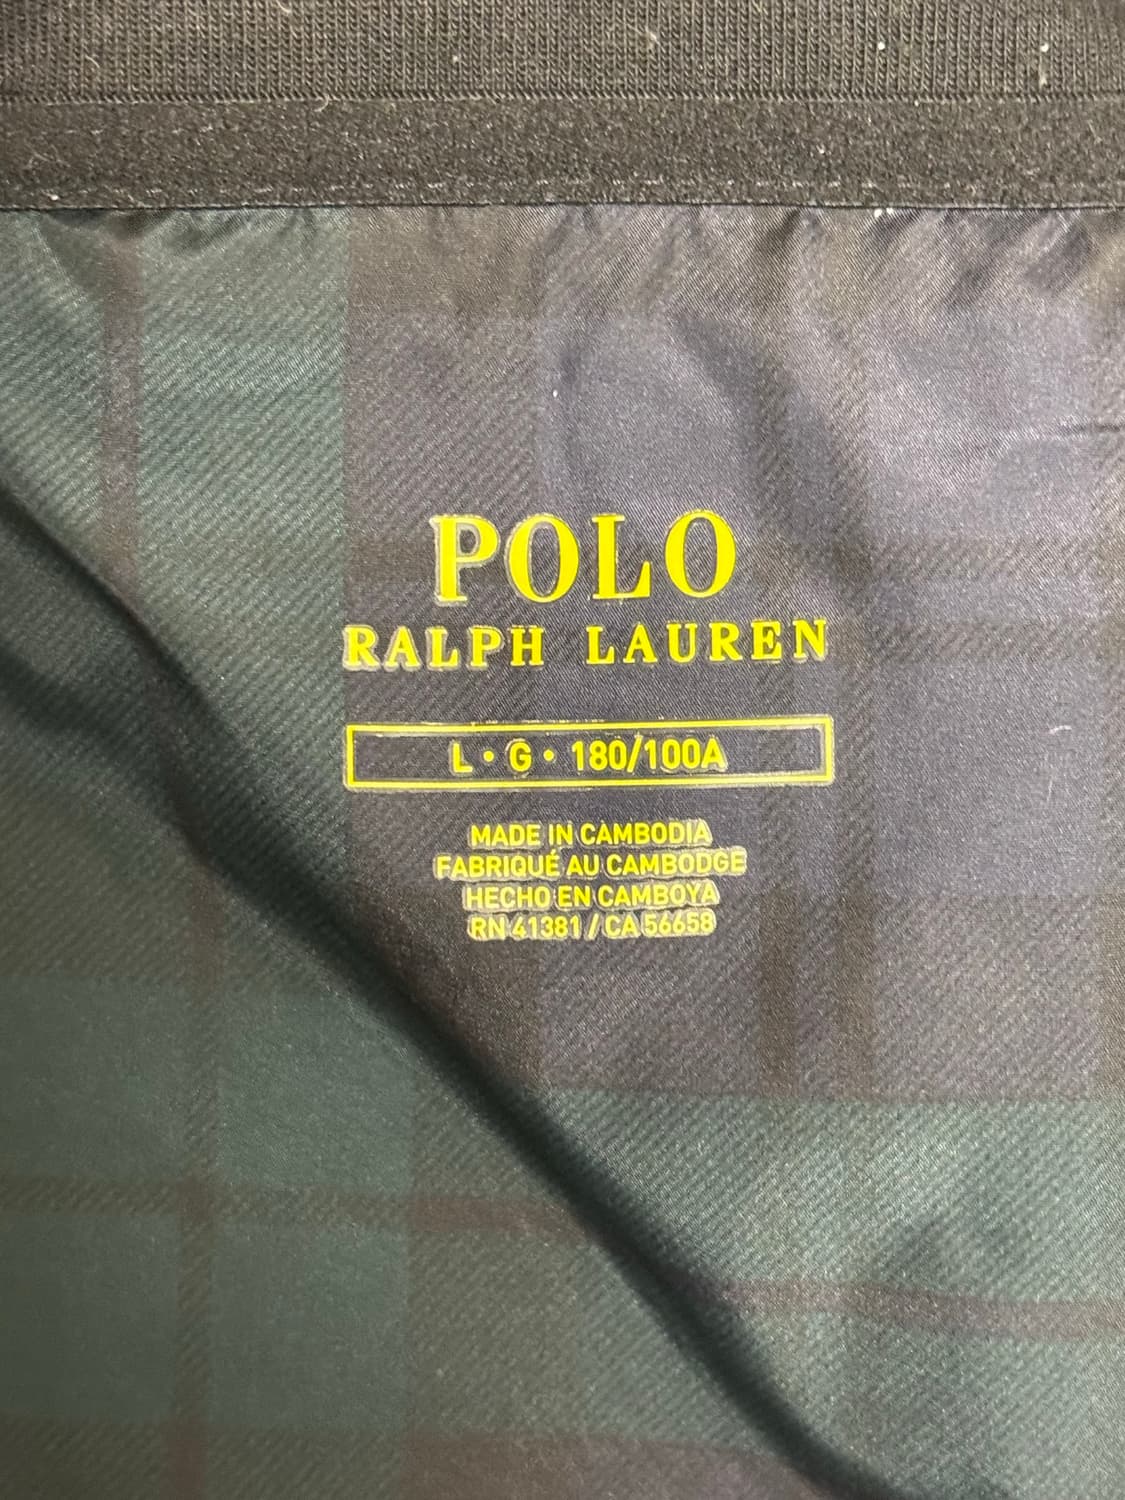 POLO
RALPH LAUREN
L • G • 180/100A
MADE IN CAMBODIA
FABRIQUÉ AU CAMBODGE
HECHO EN CAMBOYA
RN 41381 / CA 56658